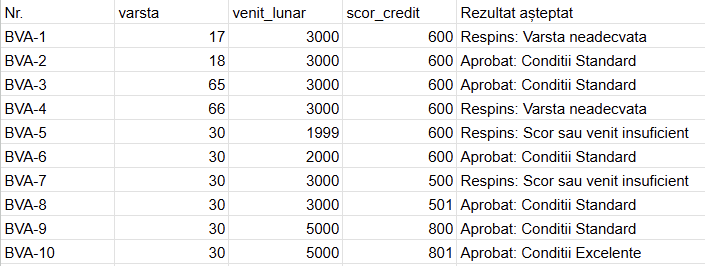 Nr. varsta venit_lunar scor_credit Rezultat așteptat
BVA-1 17 3000 600 Respins: Varsta neadecvata
BVA-2 18 3000 600 Aprobat: Conditii Standard
BVA-3 65 3000 600 Aprobat: Conditii Standard
BVA-4 66 3000 600 Respins: Varsta neadecvata
BVA-5 30 1999 600 Respins: Scor sau venit insuficient
BVA-6 30 2000 600 Aprobat: Conditii Standard
BVA-7 30 3000 500 Respins: Scor sau venit insuficient
BVA-8 30 3000 501 Aprobat: Conditii Standard
BVA-9 30 5000 800 Aprobat: Conditii Standard
BVA-10 30 5000 801 Aprobat: Conditii Excelente